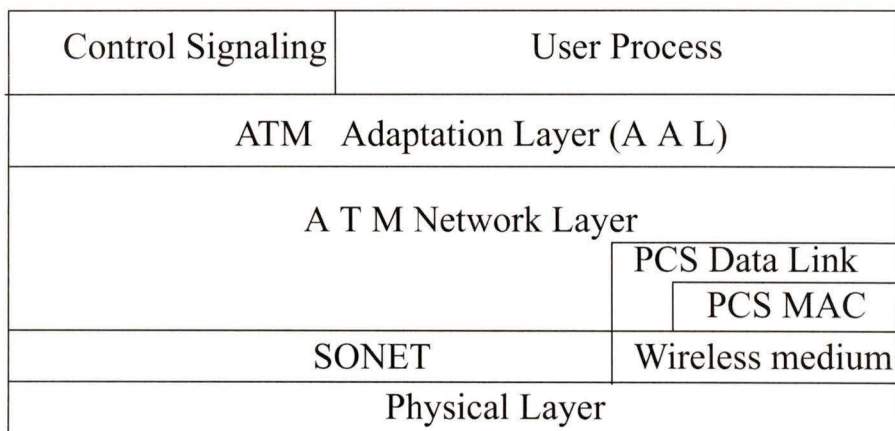 Control Signaling
User Process
ATM Adaptation Layer (A A L)
A T M Network Layer
PCS Data Link
PCS MAC
SONET
Wireless medium
Physical Layer